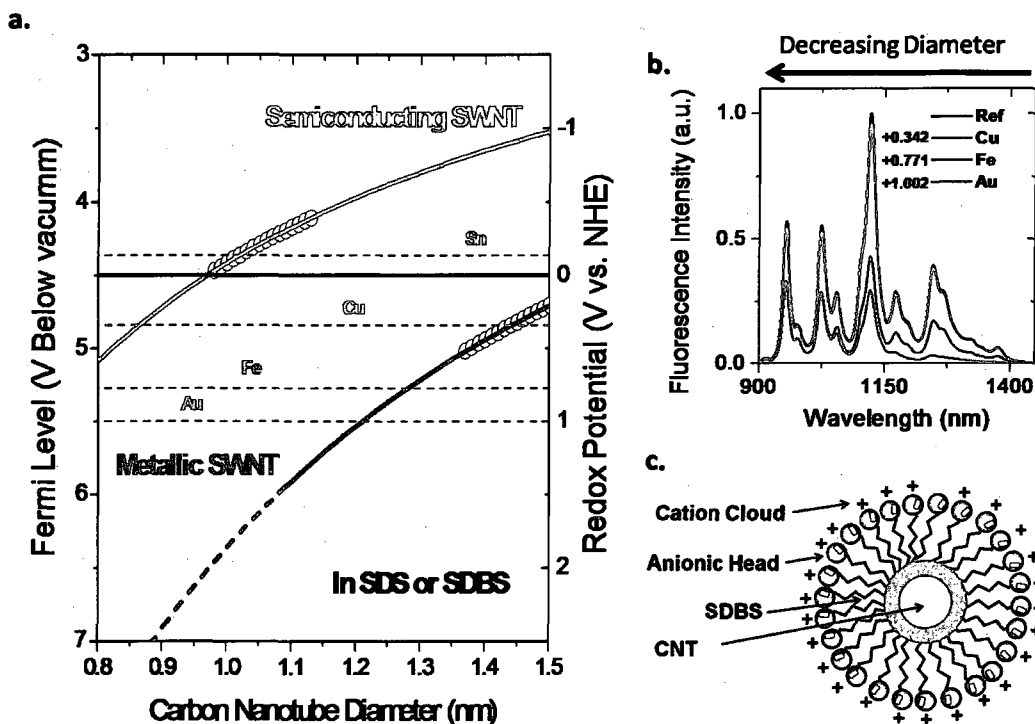 a.
Fermi Level (V Below vacumm)
3
4
5
6
7
Semiconducting SWNT
Sn
Cu
Fe
Au
Metallic SWNT
In SDS or SDBS
-1
0
1
2
Redox Potential (V vs. NHE)
0.8 0.9 1.0 1.1 1.2 1.3 1.4 1.5
Carbon Nanotube Diameter (nm)
Decreasing Diameter
b.
Fluorescence Intensity (a.u.)
1.0
0.5
0.0
Ref
+0.342 Cu
+0.771 Fe
+1.002 Au
900 1150 1400
Wavelength (nm)
c.
Cation Cloud
Anionic Head
SDBS
CNT